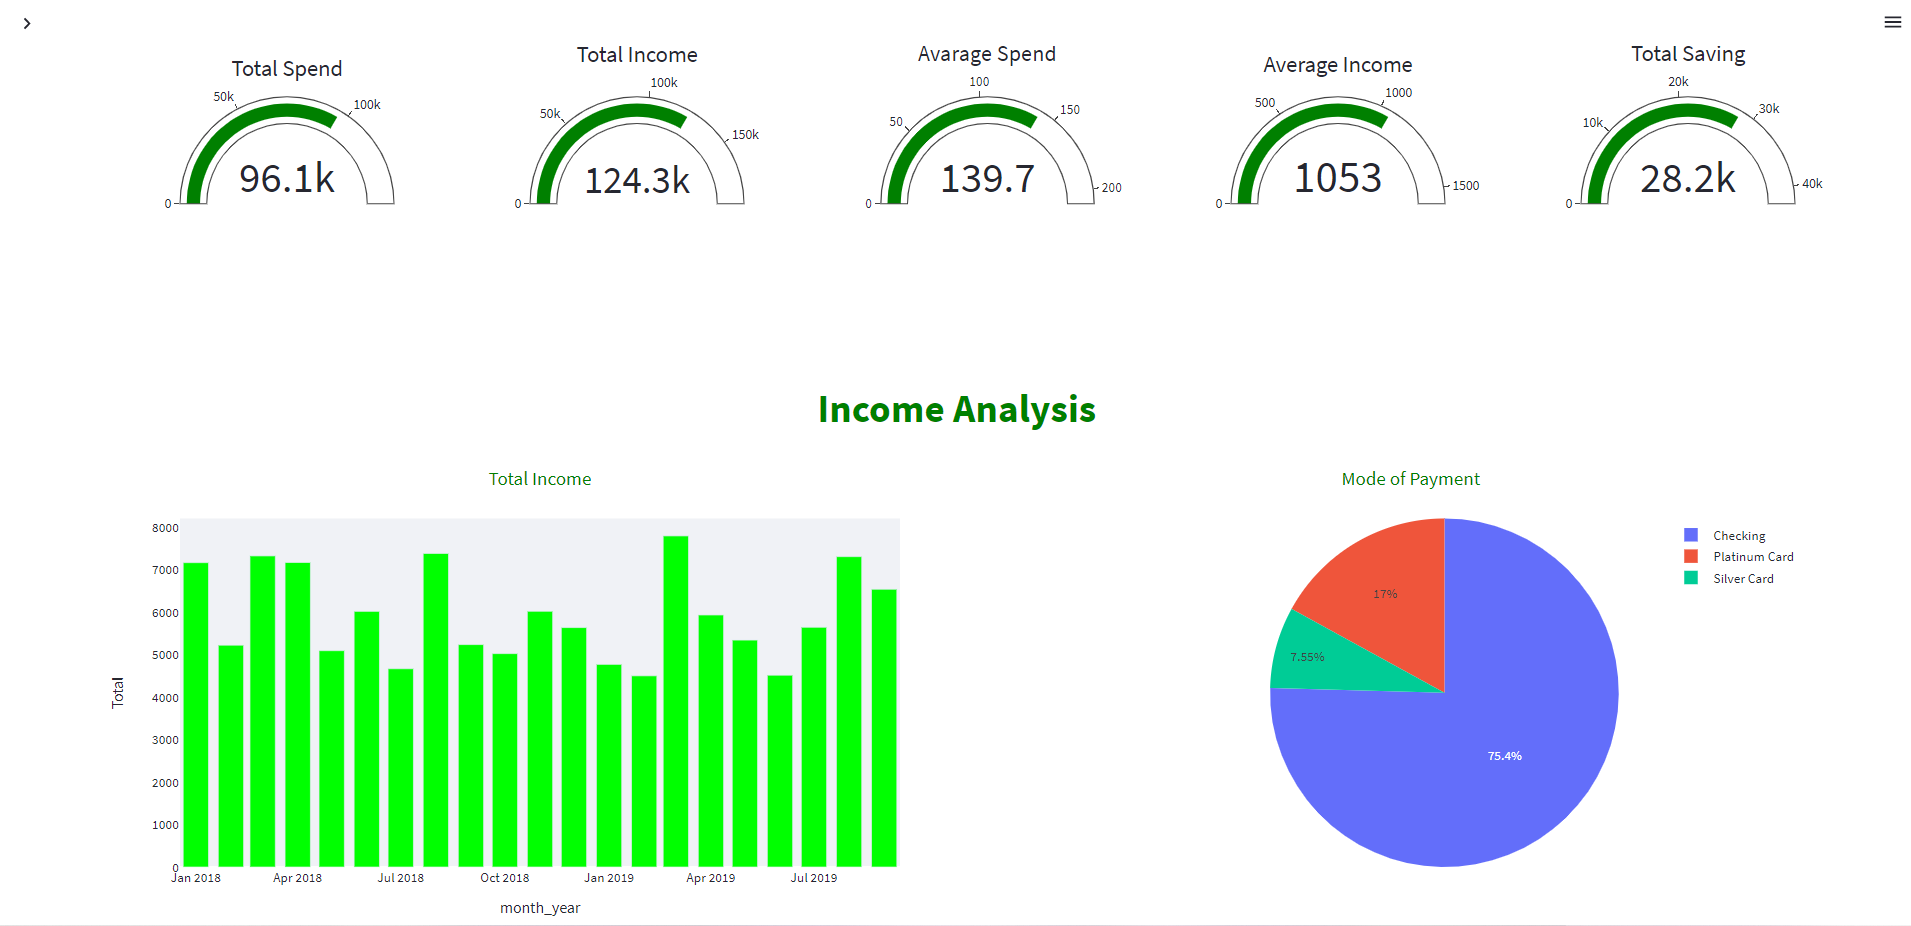 Total Spend
0
50k
100k
96.1k
Total Income
0
50k
100k
150k
124.3k
Avarage Spend
0
50
100
150
200
139.7
Average Income
0
500
1000
1500
1053
Total Saving
0
10k
20k
30k
40k
28.2k
Income Analysis
Total Income
8000
7000
6000
5000
4000
3000
2000
1000
0
Total
Jan 2018
Apr 2018
Jul 2018
Oct 2018
Jan 2019
Apr 2019
Jul 2019
month_year
Mode of Payment
17%
7.55%
75.4%
Checking
Platinum Card
Silver Card